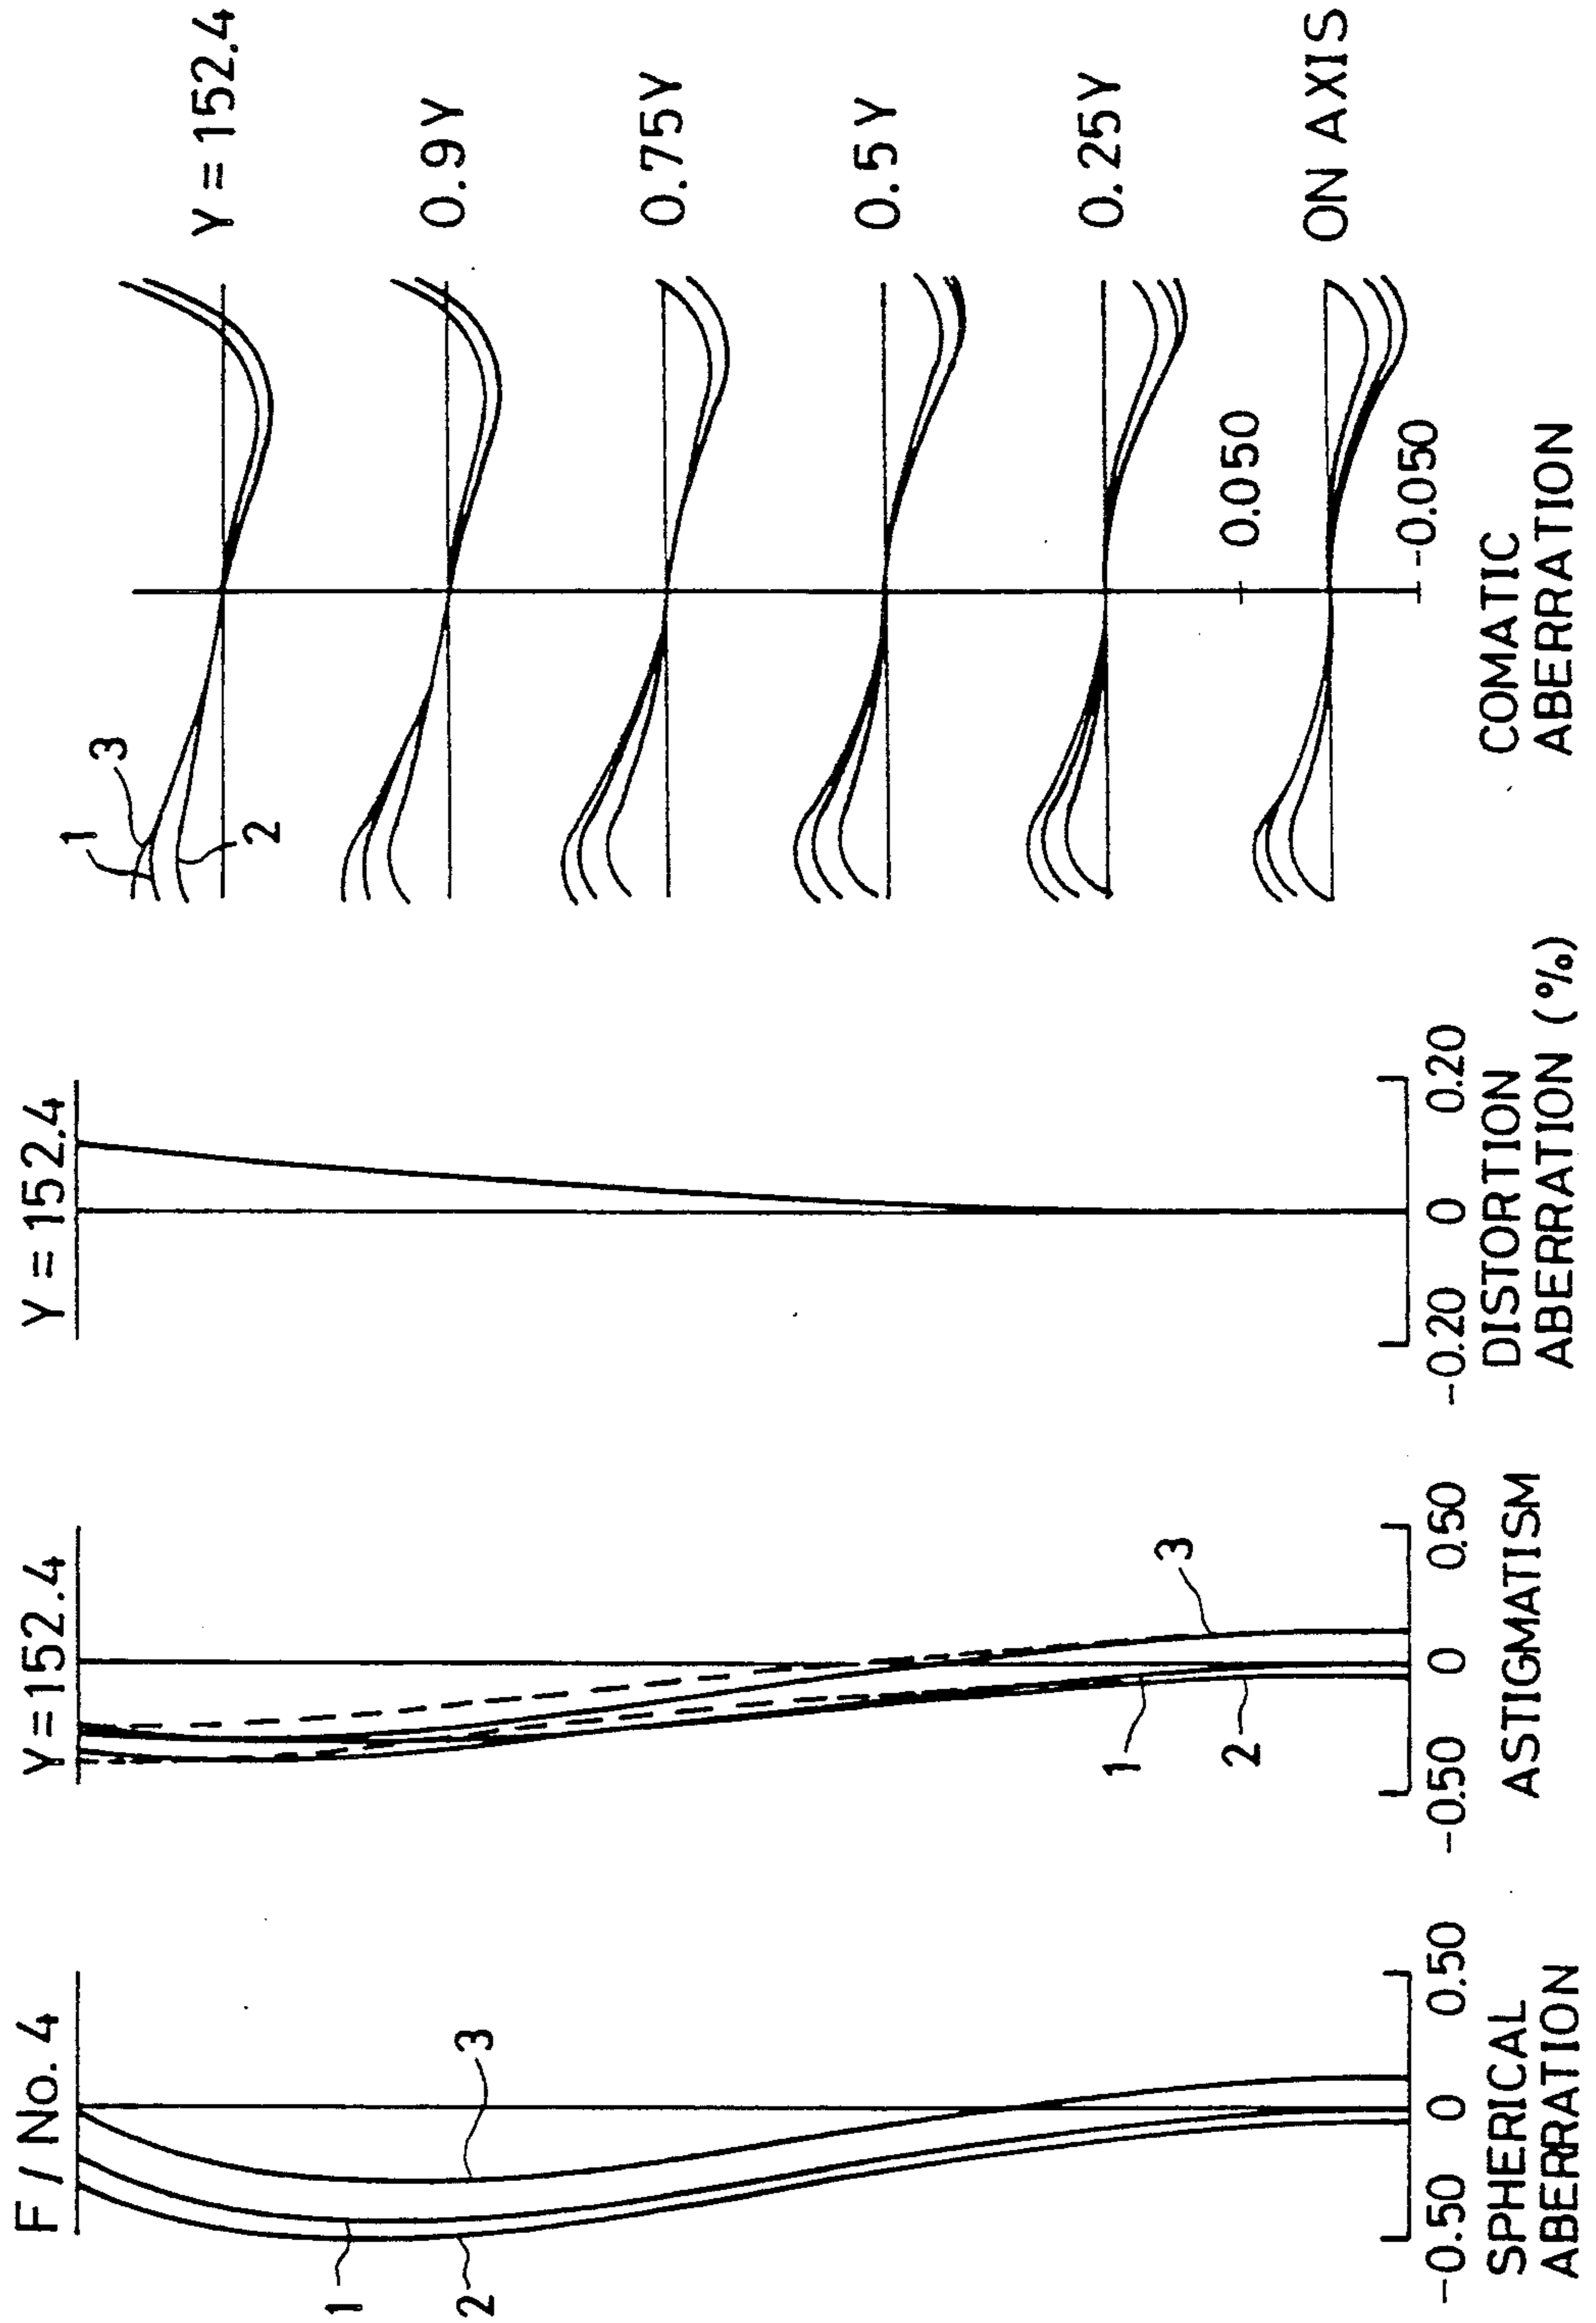 F / No. 4
1
2
3
-0.50 0 0.50
SPHERICAL
ABERRATION
Y=152.4
1
2
3
-0.50 0 0.50
ASTIGMATISM
Y = 152.4
-0.20 0 0.20
DISTORTION
ABERRATION (%)
1
3
2
Y = 152.4
0.9Y
0.75Y
0.5Y
0.25Y
0.050
ON AXIS
-0.050
COMATIC
ABERRATION